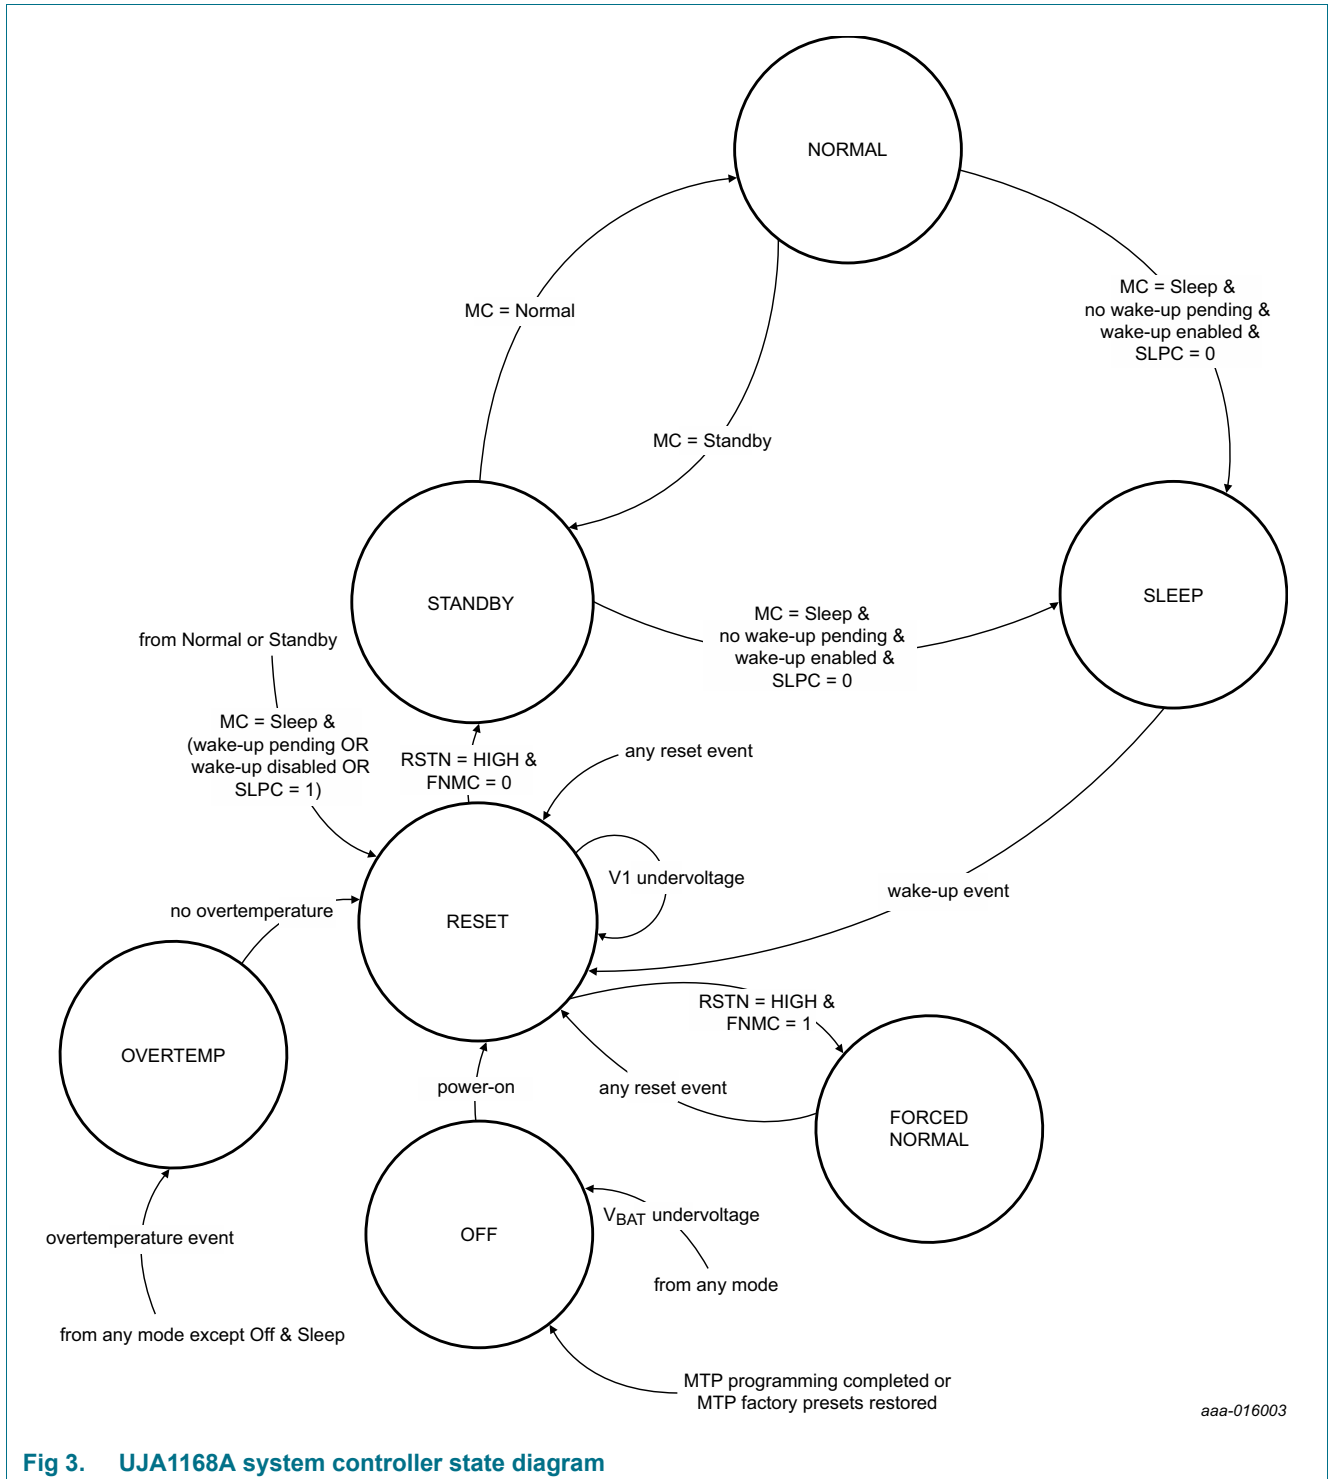 NORMAL
MC = Sleep &
no wake-up pending &
wake-up enabled &
SLPC = 0
MC = Normal
MC = Standby
STANDBY
SLEEP
MC = Sleep &
no wake-up pending &
wake-up enabled &
SLPC = 0
from Normal or Standby
MC = Sleep &
(wake-up pending OR
wake-up disabled OR
SLPC = 1)
RSTN = HIGH &
FNMC = 0
any reset event
V1 undervoltage
wake-up event
no overtemperature
RESET
RSTN = HIGH &
FNMC = 1
OVERTEMP
power-on
any reset event
FORCED
NORMAL
OFF
VBAT undervoltage
from any mode
overtemperature event
from any mode except Off & Sleep
MTP programming completed or
MTP factory presets restored
aaa-016003
Fig 3. UJA1168A system controller state diagram